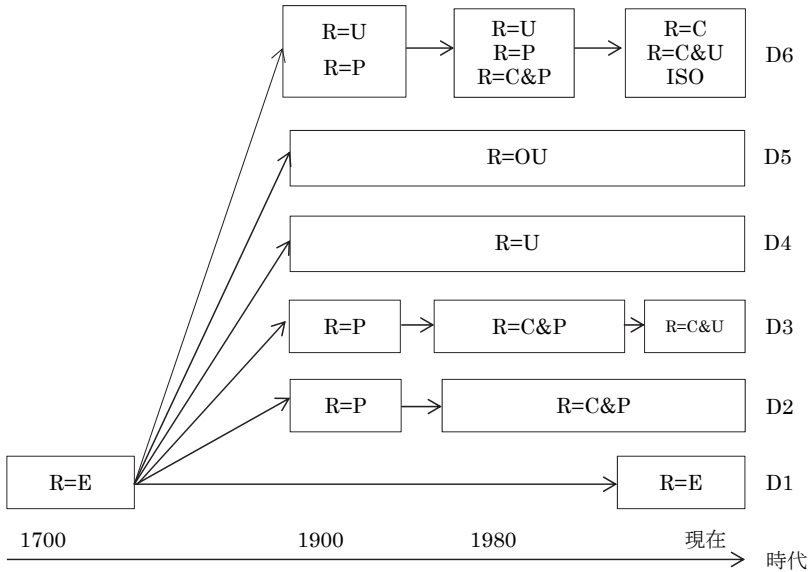 R=U
R=P
R=U
R=P
R=C&P
R=C
R=C&U
ISO
D6
R=OU
D5
R=U
D4
R=P
R=C&P
R=C&U
D3
R=P
R=C&P
D2
R=E
R=E
D1
1700
1900
1980
現在
時代